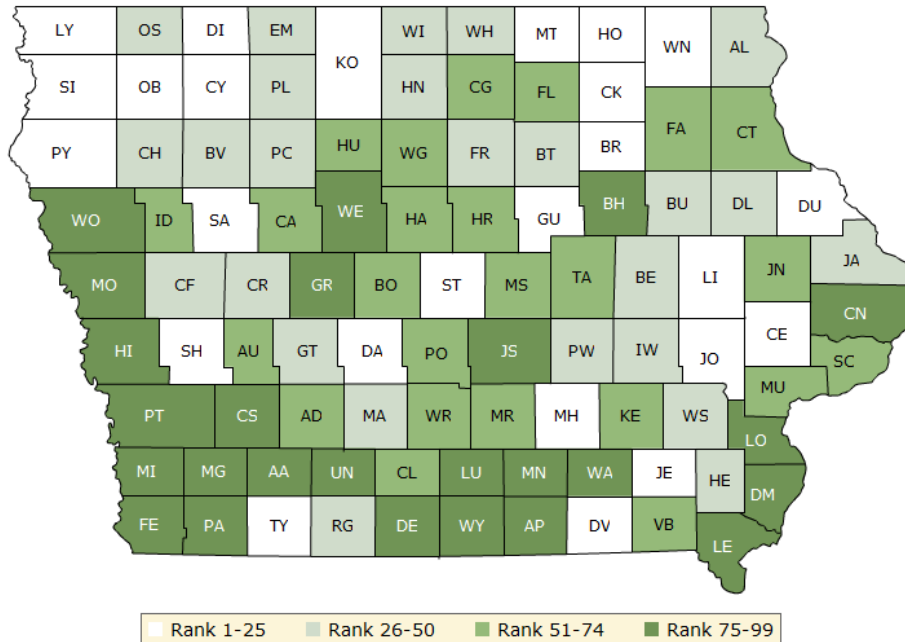 LY OS DI EM KO WI WH MT HO WN AL
SI OB CY PL HN CG FL CK FA CT
PY CH BV PC HU WG FR BT BR
WO ID SA CA WE HA HR GU BH BU DL DU
MO CF CR GR BO ST MS TA BE LI JN JA
HI SH AU GT DA PO JS PW IW JO CE CN
SC
MU
PT CS AD MA WR MR MH KE WS LO
MI MG AA UN CL LU MN WA JE HE DM
FE PA TY RG DE WY AP DV VB LE
Rank 1-25 Rank 26-50 Rank 51-74 Rank 75-99